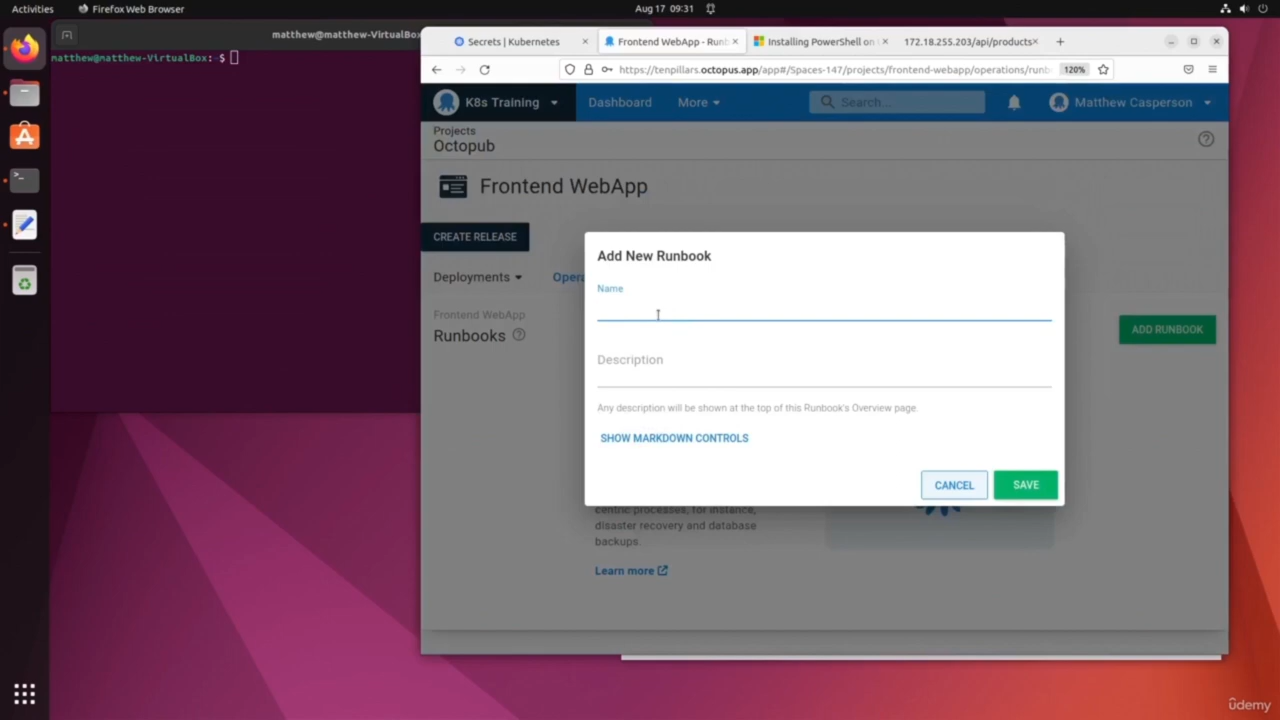 Activities
Firefox Web Browser
Aug 17 09:31
matthew@matthew-VirtualBox:
matthew@matthew-VirtualBox:~$
Secrets | Kubernetes
Frontend WebApp - Runb
Installing PowerShell on
172.18.255.203/api/products
https://tenpillars.octopus.app/app#/Spaces-147/projects/frontend-webapp/operations/runb
120%
K8s Training
Dashboard
More
Search...
Matthew Casperson
Projects
Octopub
Frontend WebApp
CREATE RELEASE
Deployments
Opera
Frontend WebApp
Runbooks
ADD RUNBOOK
Add New Runbook
Name
Description
Any description will be shown at the top of this Runbook's Overview page.
SHOW MARKDOWN CONTROLS
CANCEL
SAVE
centric processes, for instance,
disaster recovery and database
backups.
Learn more
ûdemy